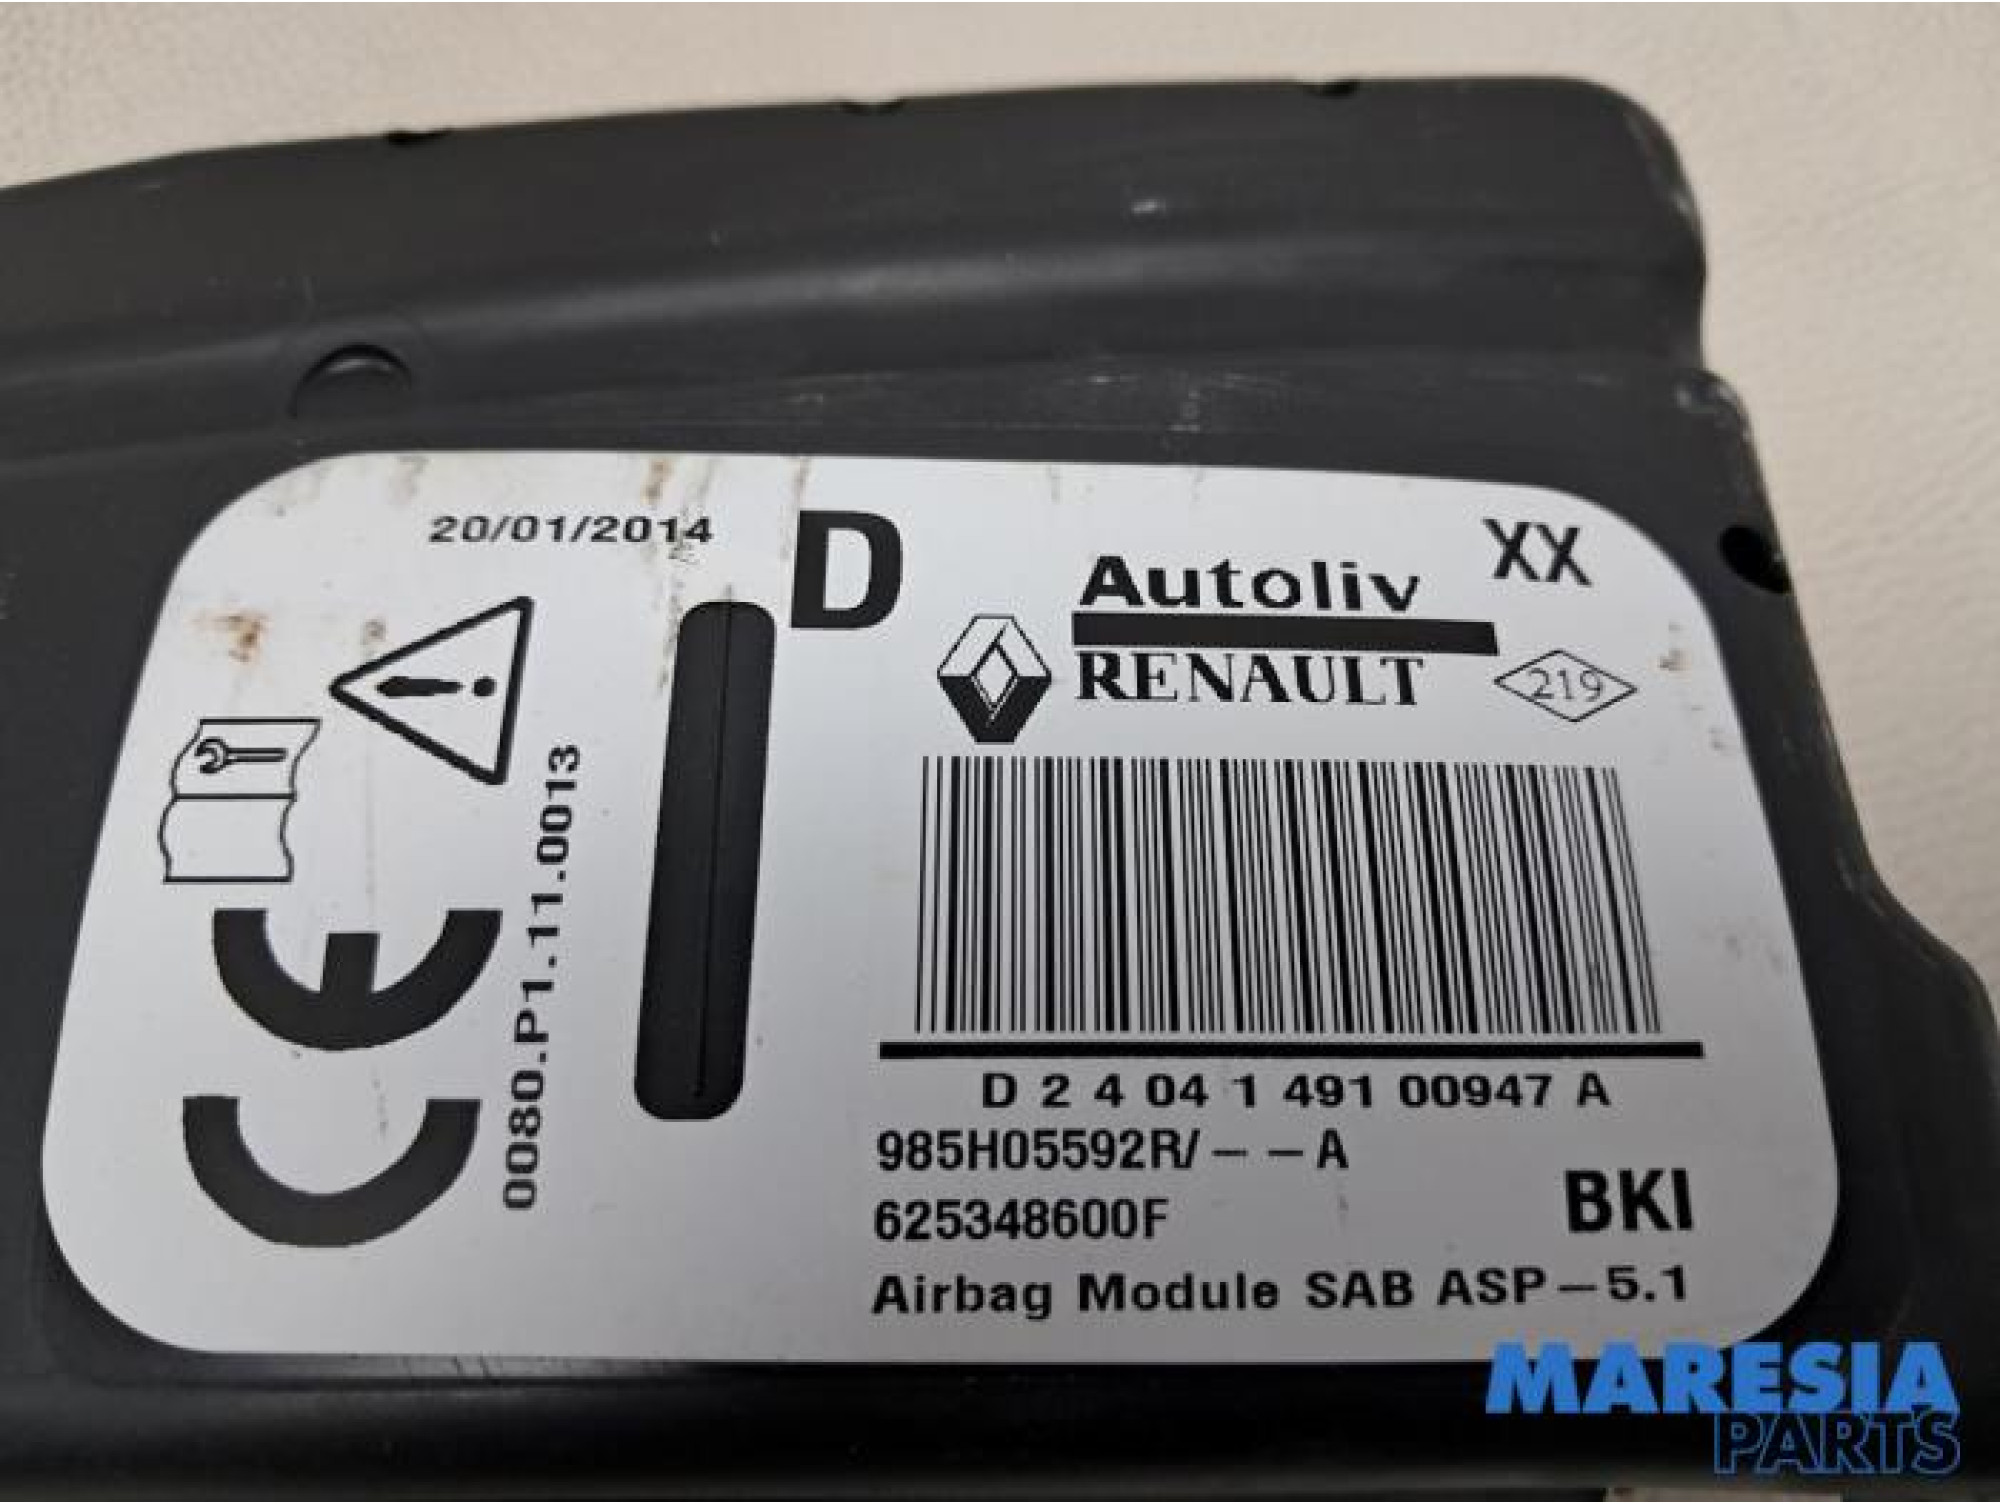 20/01/2014
D
Autoliv
XX
RENAULT
219
0080.P1.11.0013
CE
D 2 4 04 1 491 00947 A
985H05592R/ – – A
625348600F
BKI
Airbag Module SAB ASP – 5.1
MARESIA
PARTS